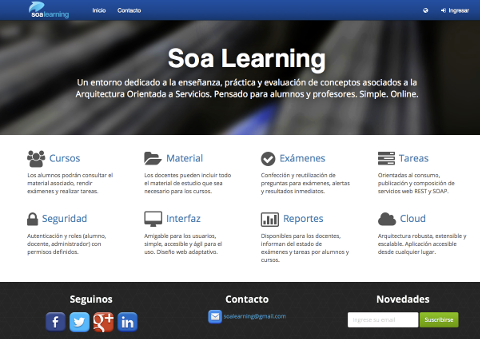 soalearning
Inicio
Contacto
Ingresar
Soa Learning
Un entorno dedicado a la enseñanza, práctica y evaluación de conceptos asociados a la
Arquitectura Orientada a Servicios. Pensado para alumnos y profesores. Simple. Online.
Cursos
Los alumnos podrán consultar el
material asociado, rendir
exámenes y realizar tareas.
Material
Los docentes pueden incluir todo
el material de estudio que sea
necesario para los cursos.
Exámenes
Confección y reutilización de
preguntas para exámenes, alertas
y resultados inmediatos.
Tareas
Orientadas al consumo,
publicación y composición de
servicios web REST y SOAP.
Seguridad
Autenticación y roles (alumno,
docente, administrador) con
permisos definidos.
Interfaz
Amigable para los usuarios,
simple, accesible y ágil para el
uso. Diseño web adaptativo.
Reportes
Disponibles para los docentes,
informan del estado de
exámenes y tareas por alumnos y
cursos.
Cloud
Arquitectura robusta, extensible y
escalable. Aplicación accesible
desde cualquier lugar.
Seguinos
Contacto
soalearning@gmail.com
Novedades
Ingrese su email
Suscribirse